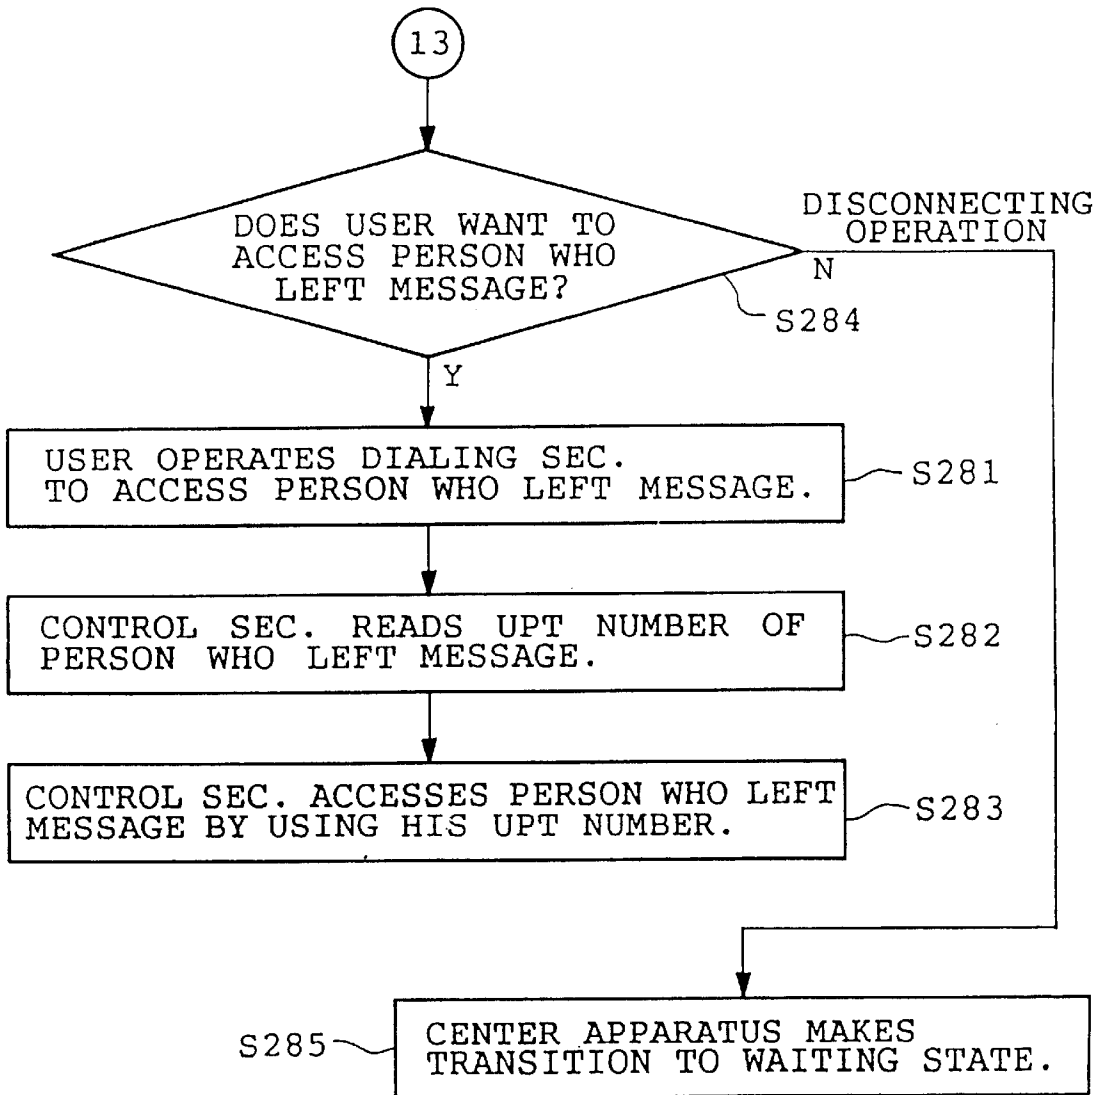 13
DOES USER WANT TO
ACCESS PERSON WHO
LEFT MESSAGE?
DISCONNECTING
OPERATION
N
S284
Y
USER OPERATES DIALING SEC.
TO ACCESS PERSON WHO LEFT MESSAGE.
S281
CONTROL SEC. READS UPT NUMBER OF
PERSON WHO LEFT MESSAGE.
S282
CONTROL SEC. ACCESSES PERSON WHO LEFT
MESSAGE BY USING HIS UPT NUMBER.
S283
S285
CENTER APPARATUS MAKES
TRANSITION TO WAITING STATE.